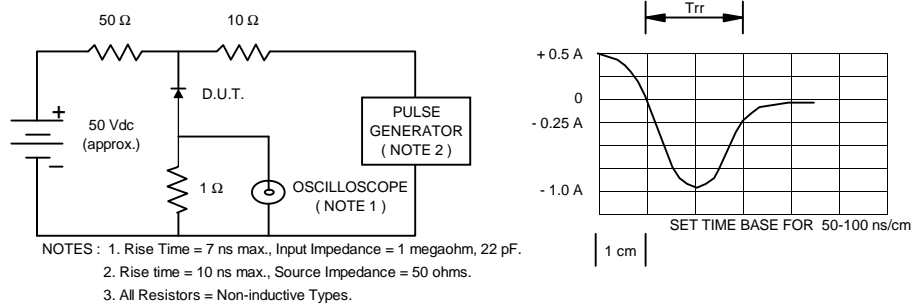 50 Ω
10 Ω
D.U.T.
+
50 Vdc
(approx.)
−
PULSE
GENERATOR
( NOTE 2 )
1 Ω
OSCILLOSCOPE
( NOTE 1 )
Trr
+ 0.5 A
0
- 0.25 A
- 1.0 A
SET TIME BASE FOR 50-100 ns/cm
1 cm
NOTES : 1. Rise Time = 7 ns max., Input Impedance = 1 megaohm, 22 pF.
2. Rise time = 10 ns max., Source Impedance = 50 ohms.
3. All Resistors = Non-inductive Types.